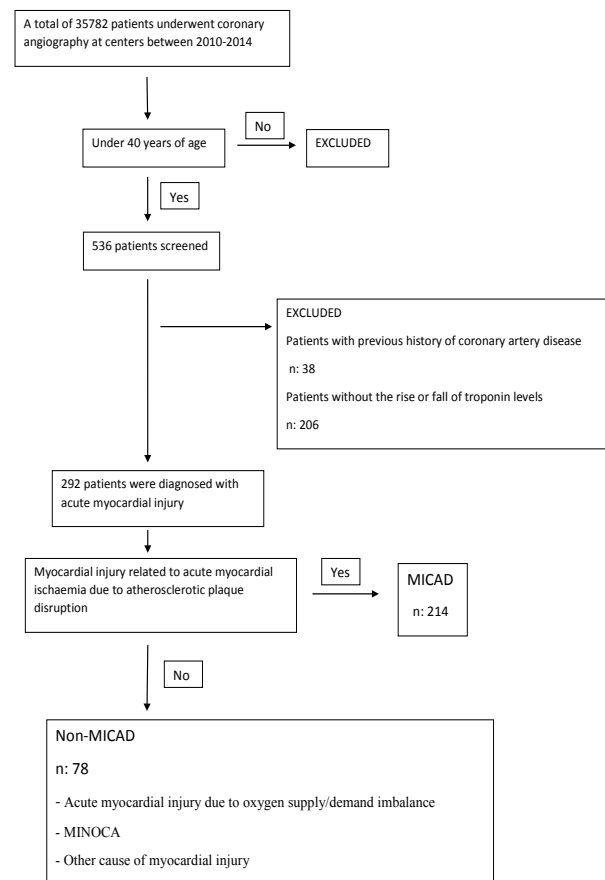 A total of 35782 patients underwent coronary
angiography at centers between 2010-2014
No
Under 40 years of age
EXCLUDED
Yes
536 patients screened
EXCLUDED
Patients with previous history of coronary artery disease
n: 38
Patients without the rise or fall of troponin levels
n: 206
292 patients were diagnosed with
acute myocardial injury
Myocardial injury related to acute myocardial
ischaemia due to atherosclerotic plaque
disruption
Yes
MICAD
n: 214
No
Non-MICAD
n: 78
- Acute myocardial injury due to oxygen supply/demand imbalance
- MINOCA
- Other cause of myocardial injury